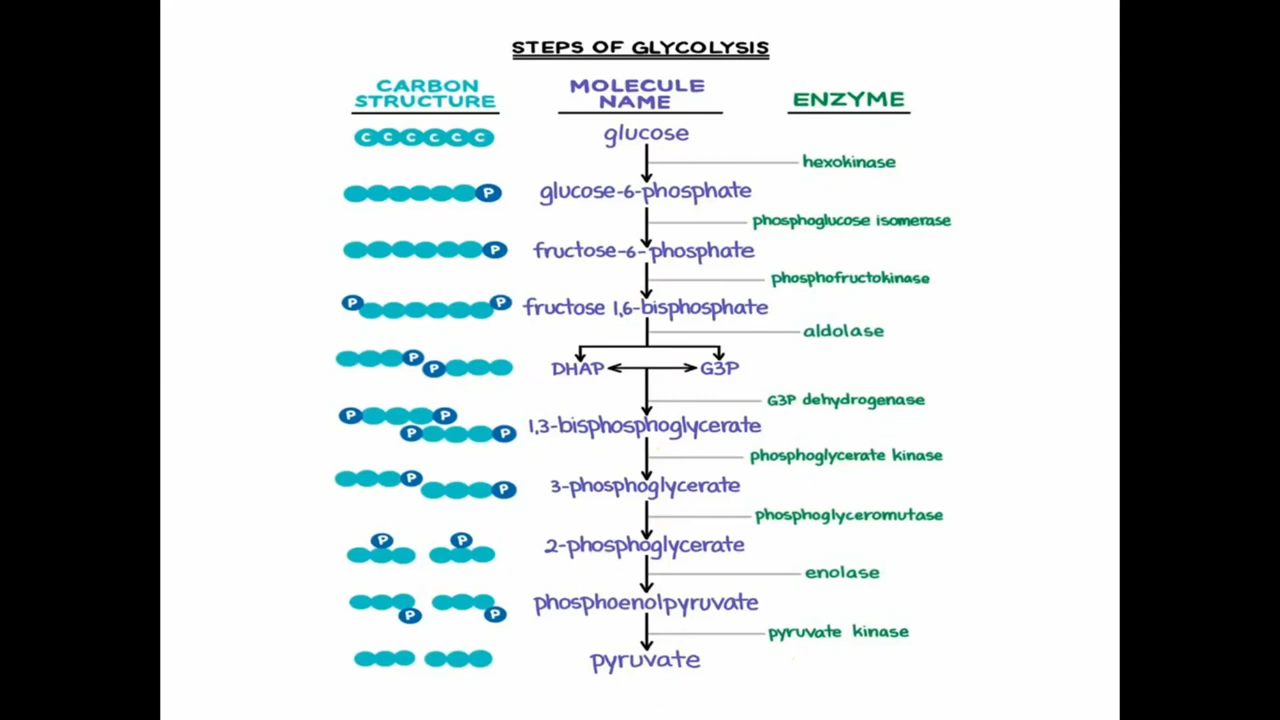 STEPS OF GLYCOLYSIS
CARBON STRUCTURE
MOLECULE NAME
ENZYME
C C C C C C
glucose
hexokinase
P
glucose-6-phosphate
phosphoglucose isomerase
P
fructose-6-phosphate
phosphofructokinase
P P
fructose 1,6-bisphosphate
aldolase
P P
DHAP
G3P
G3P dehydrogenase
P P
P P
1,3-bisphosphoglycerate
phosphoglycerate kinase
P P
3-phosphoglycerate
phosphoglyceromutase
P P
2-phosphoglycerate
enolase
P P
phosphoenolpyruvate
pyruvate kinase
pyruvate